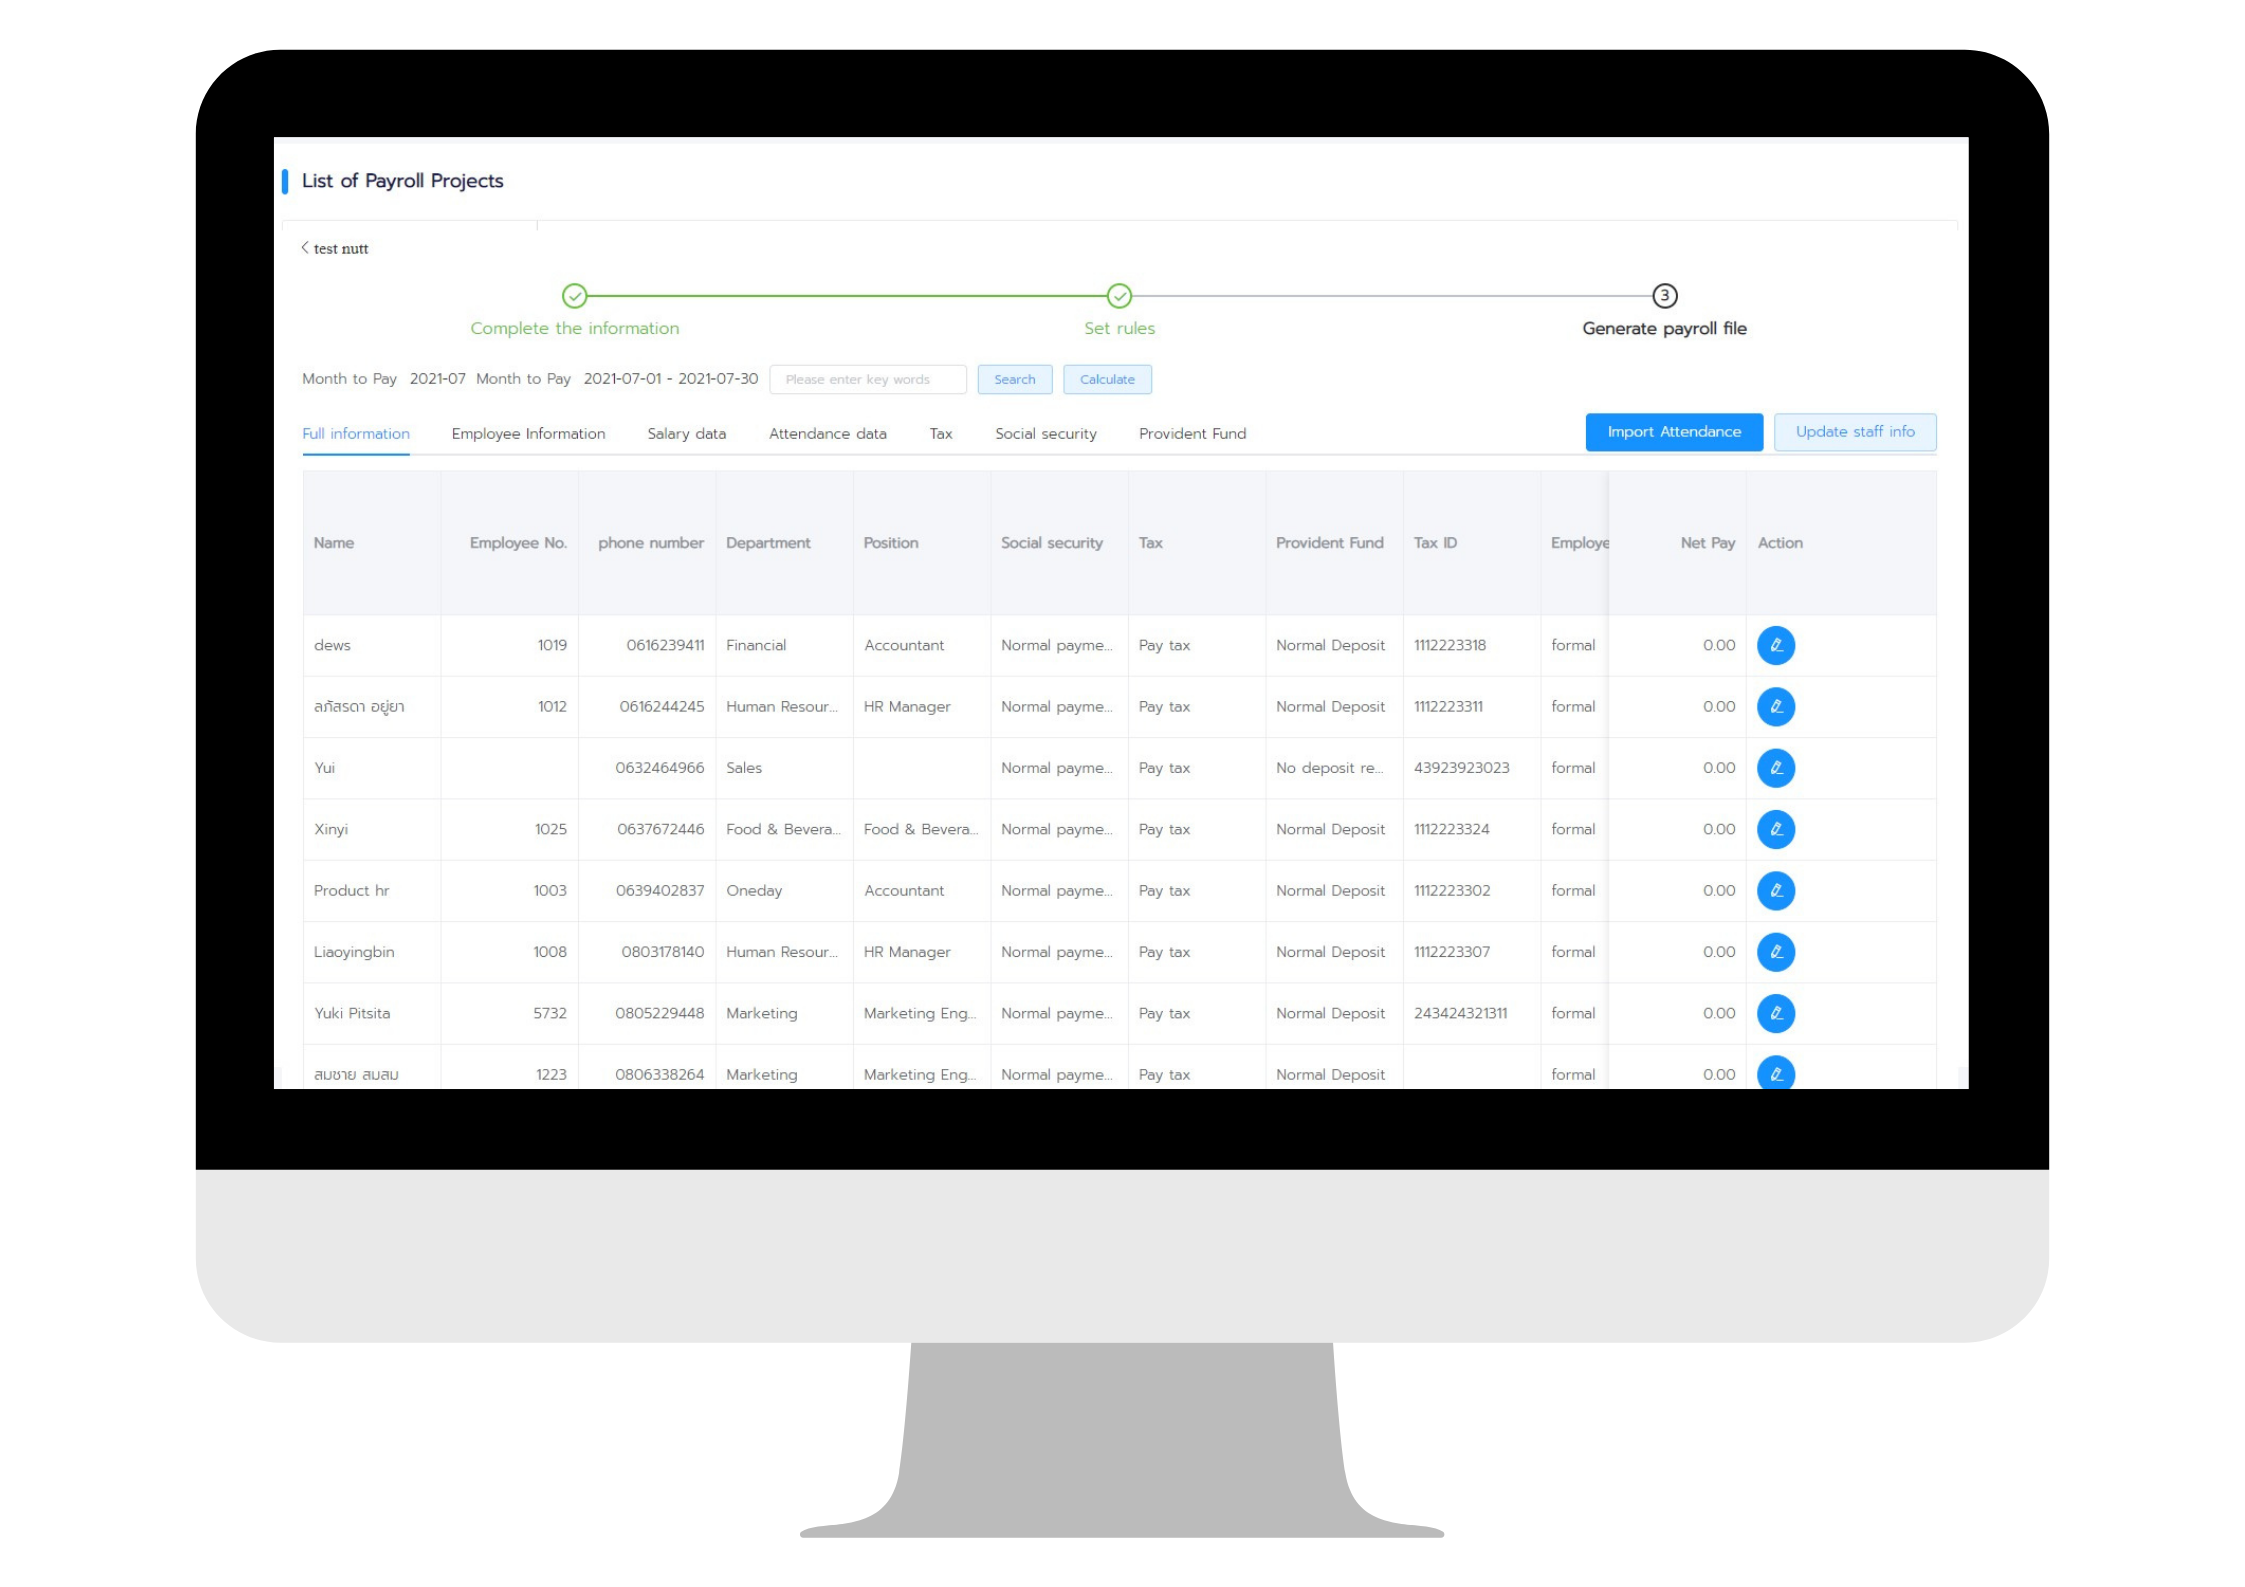 List of Payroll Projects
< test nutt
3
Complete the information Set rules Generate payroll file
Month to Pay 2021-07 Month to Pay 2021-07-01 - 2021-07-30 Please enter key words Search Calculate
Full information Employee Information Salary data Attendance data Tax Social security Provident Fund Import Attendance Update staff info
Name Employee No. phone number Department Position Social security Tax Provident Fund Tax ID Employe Net Pay Action
dews 1019 0616239411 Financial Accountant Normal payme... Pay tax Normal Deposit 1112223318 formal 0.00
ลภัสรดา อยู่ยา 1012 0616244245 Human Resour... HR Manager Normal payme... Pay tax Normal Deposit 1112223311 formal 0.00
Yui 0632464966 Sales Normal payme... Pay tax No deposit re... 43923923023 formal 0.00
Xinyi 1025 0637672446 Food & Bevera... Food & Bevera... Normal payme... Pay tax Normal Deposit 1112223324 formal 0.00
Product hr 1003 0639402837 Oneday Accountant Normal payme... Pay tax Normal Deposit 1112223302 formal 0.00
Liaoyingbin 1008 0803178140 Human Resour... HR Manager Normal payme... Pay tax Normal Deposit 1112223307 formal 0.00
Yuki Pitsita 5732 0805229448 Marketing Marketing Eng... Normal payme... Pay tax Normal Deposit 243424321311 formal 0.00
สมชาย สมสม 1223 0806338264 Marketing Marketing Eng... Normal payme... Pay tax Normal Deposit formal 0.00